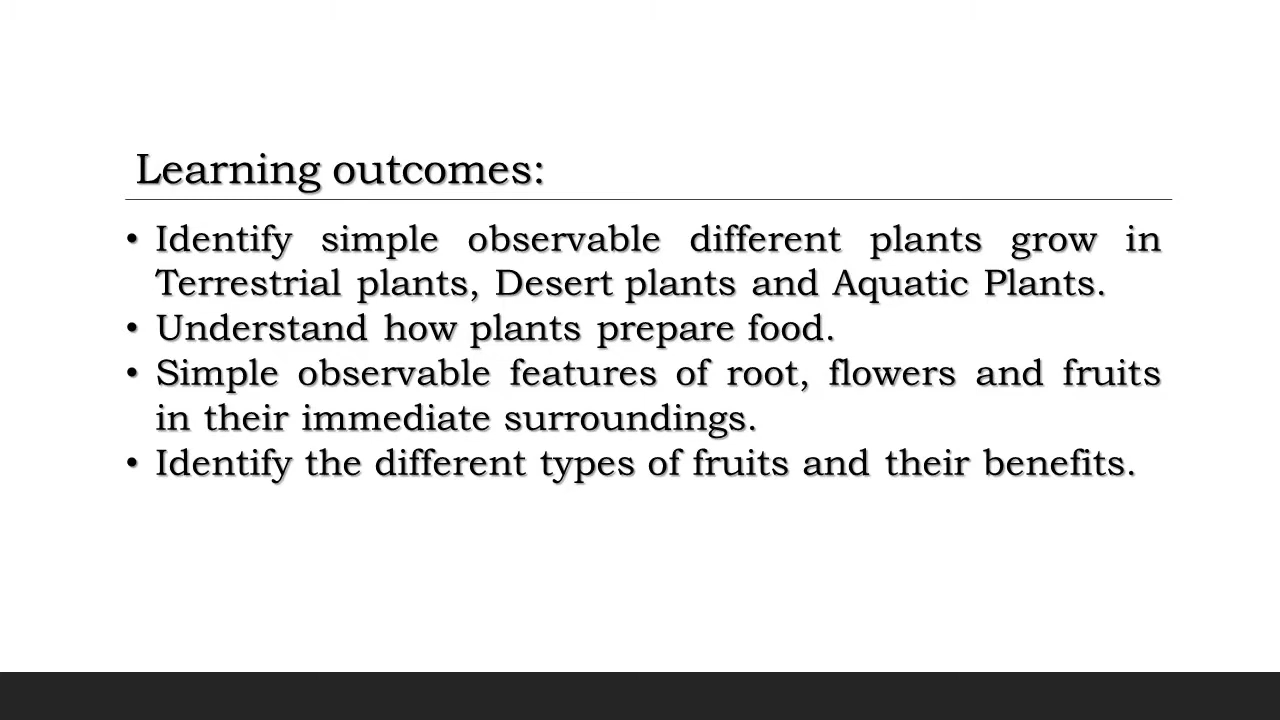 Learning outcomes:
• Identify simple observable different plants grow in
Terrestrial plants, Desert plants and Aquatic Plants.
• Understand how plants prepare food.
• Simple observable features of root, flowers and fruits
in their immediate surroundings.
• Identify the different types of fruits and their benefits.